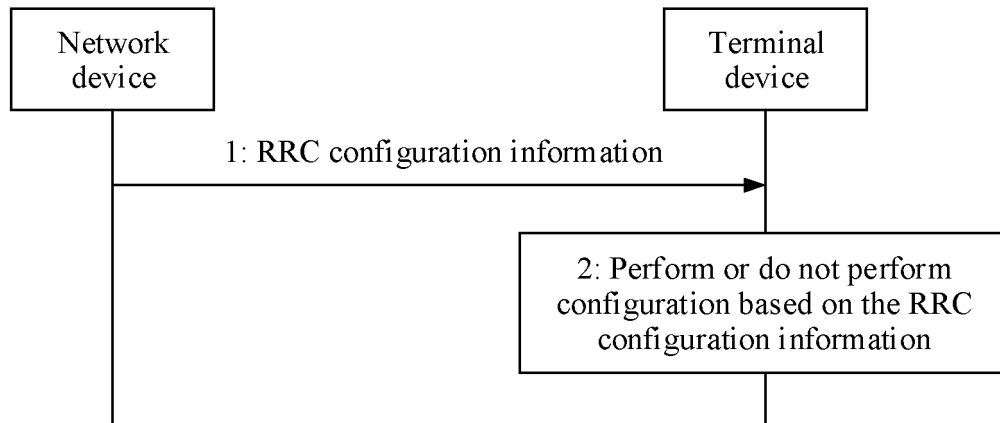 Network
device
Terminal
device
1: RRC configuration information
2: Perform or do not perform
configuration based on the RRC
configuration information